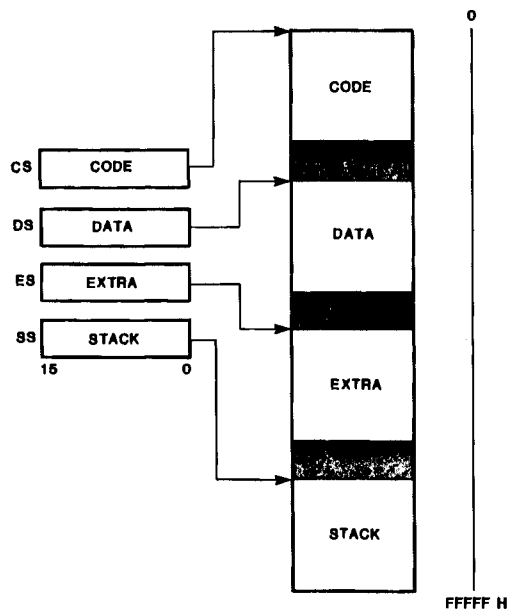 0
CODE
CS CODE
DS DATA
DATA
ES EXTRA
SS STACK
15 0
EXTRA
STACK
FFFFF H